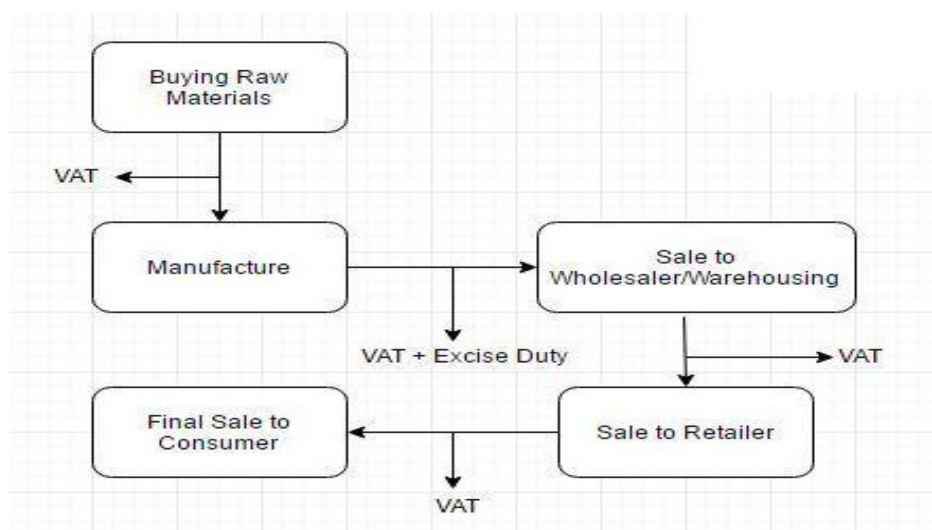 Buying Raw
Materials
VAT
Manufacture
Sale to
Wholesaler/Warehousing
VAT + Excise Duty
VAT
Final Sale to
Consumer
Sale to Retailer
VAT